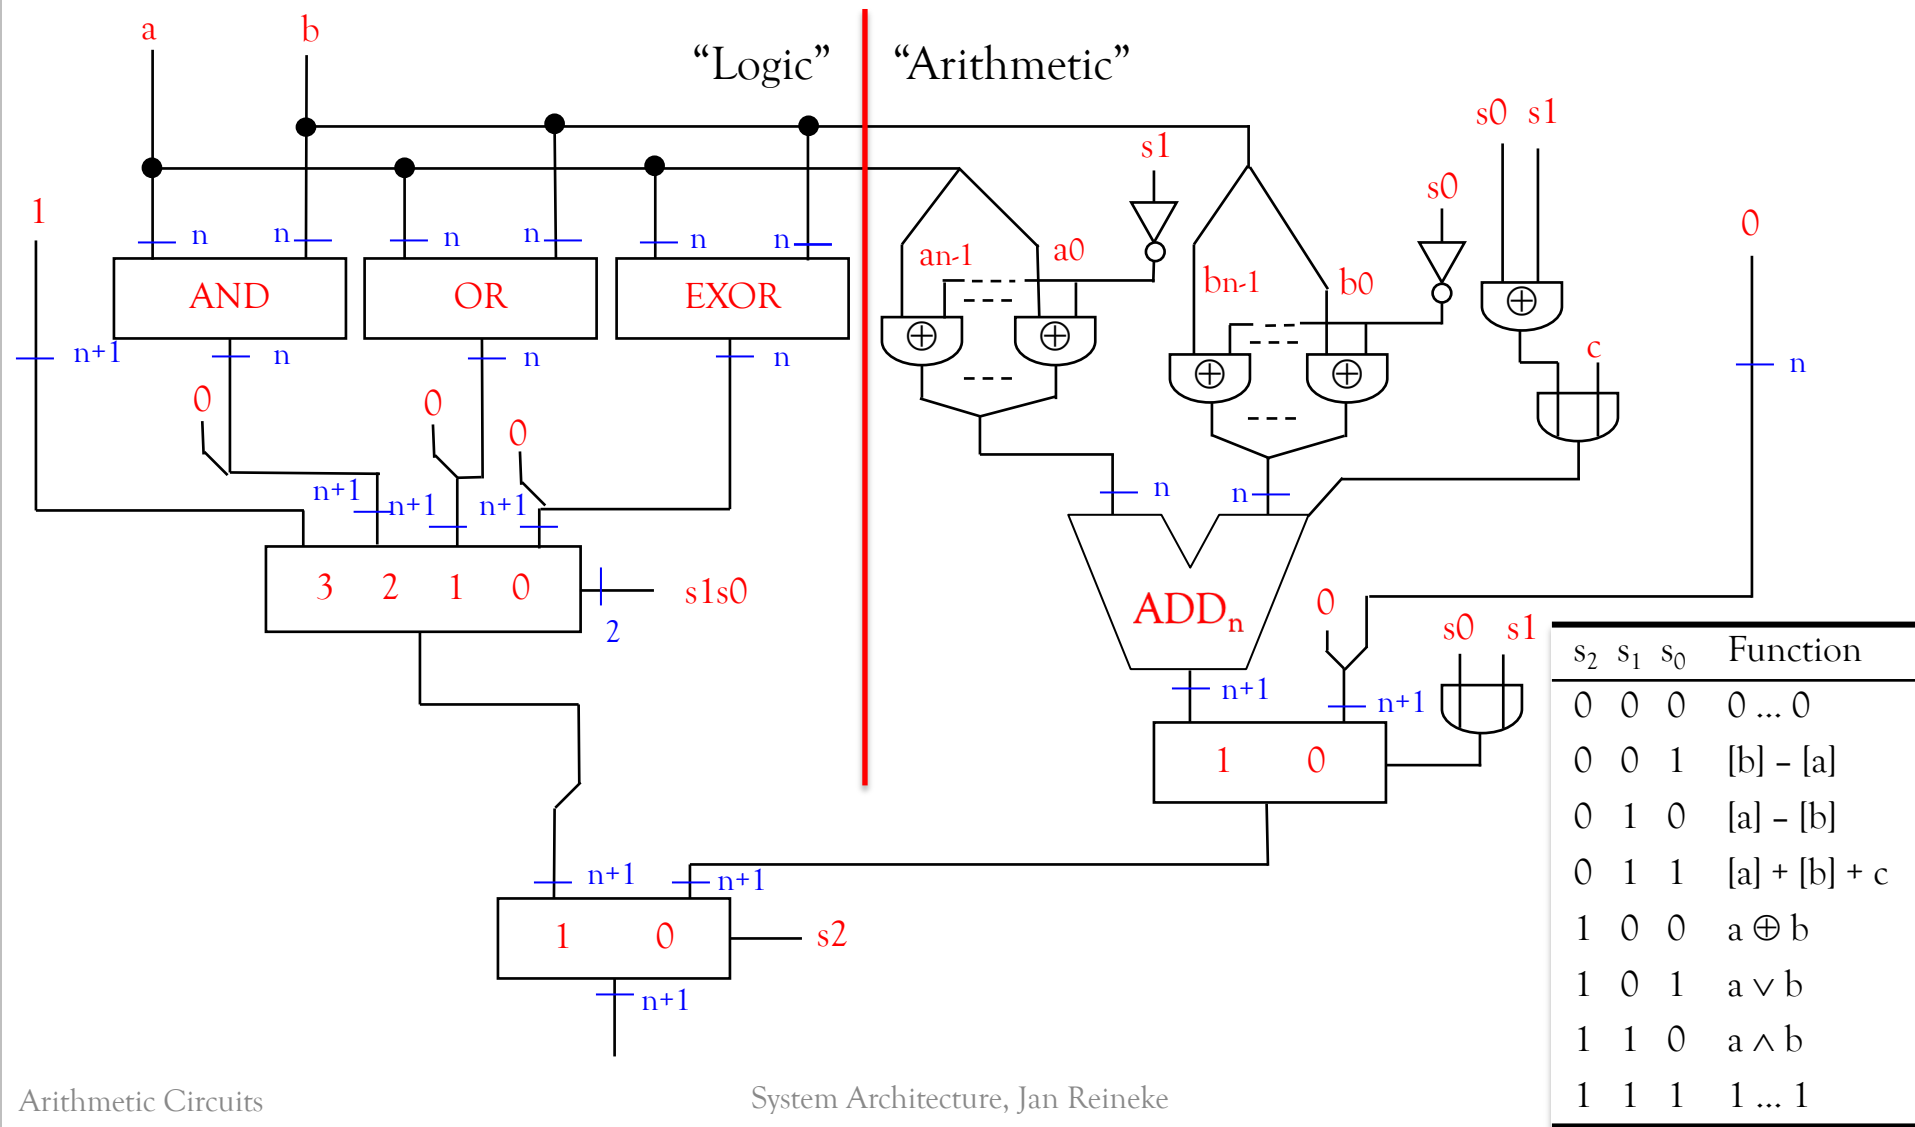 a
b
“Logic”
“Arithmetic”
s0 s1
s1
s0
1
0
n n n n n n
an-1 a0
bn-1 b0
AND OR EXOR
⊕
n+1 n n n
⊕ ⊕
c
n
⊕ ⊕
0 0 0
n+1 n+1 n+1
n n
3 2 1 0
s1s0
2
ADDn
0
s0 s1
n+1
n+1
1 0
n+1 n+1
1 0
s2
n+1
s2 s1 s0 Function
0 0 0 0 ... 0
0 0 1 [b] – [a]
0 1 0 [a] – [b]
0 1 1 [a] + [b] + c
1 0 0 a ⊕ b
1 0 1 a ∨ b
1 1 0 a ∧ b
1 1 1 1 ... 1
Arithmetic Circuits
System Architecture, Jan Reineke